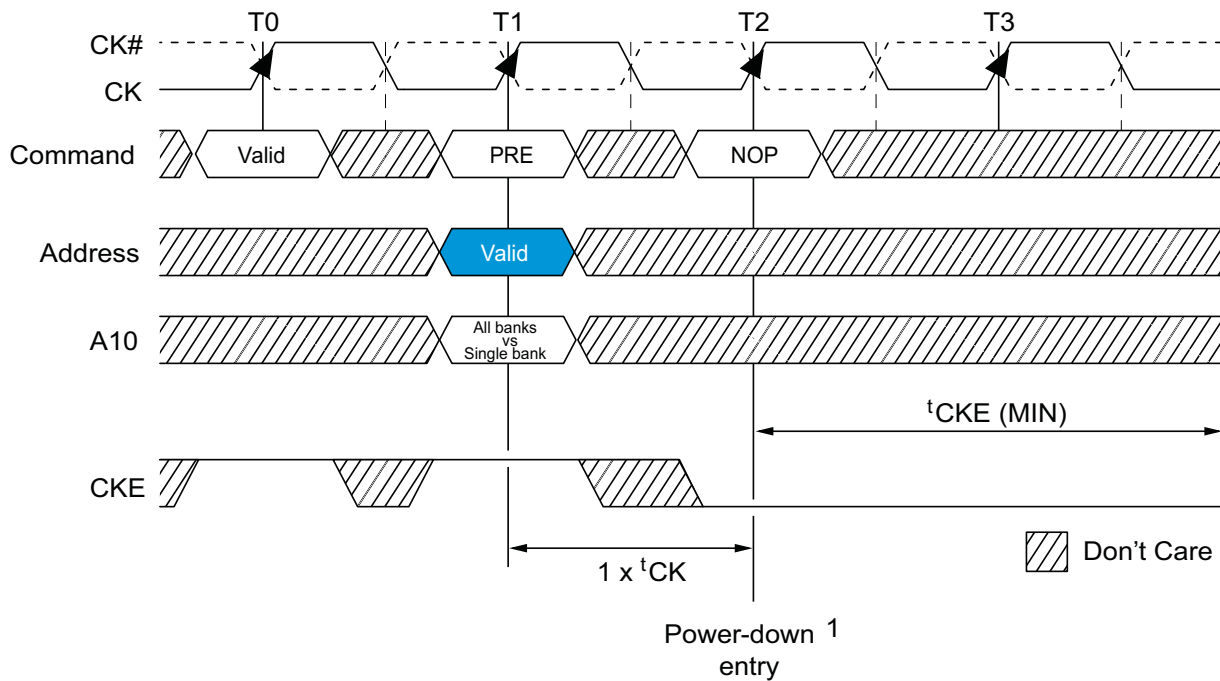 T0 T1 T2 T3
CK#
CK
Command Valid PRE NOP
Address Valid
A10 All banks
vs
Single bank
tCKE (MIN)
CKE
Don't Care
1 x tCK
Power-down 1
entry